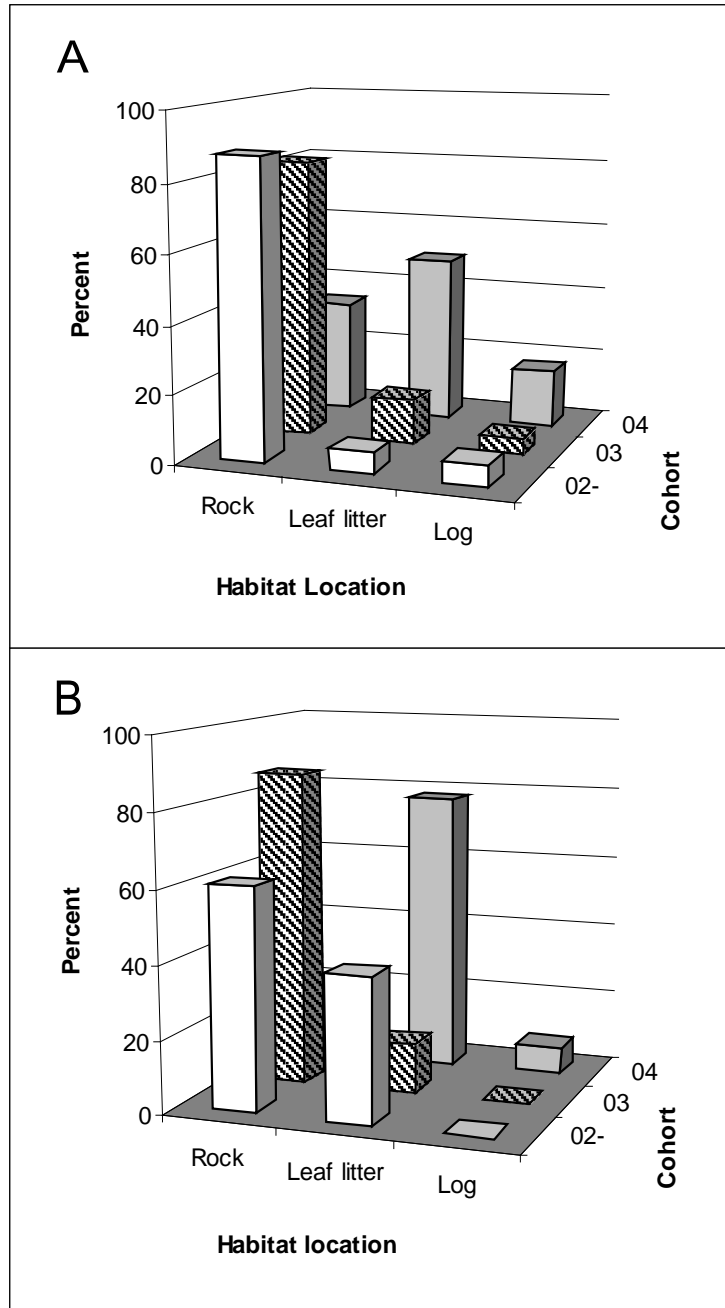 A
100
80
60
40
20
0
Percent
Rock
Leaf litter
Log
02-
03
04
Cohort
Habitat Location
B
100
80
60
40
20
0
Percent
Rock
Leaf litter
Log
02-
03
04
Cohort
Habitat location